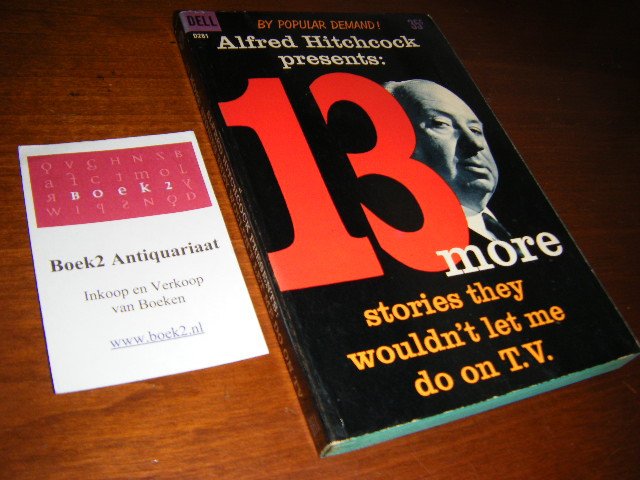 BY POPULAR DEMAND!
DELL
D281
35¢
Alfred Hitchcock
presents:
13
more
stories they
wouldn't let me
do on T.V.
BOEK2
Boek2 Antiquariaat
Inkoop en Verkoop
van Boeken
www.boek2.nl